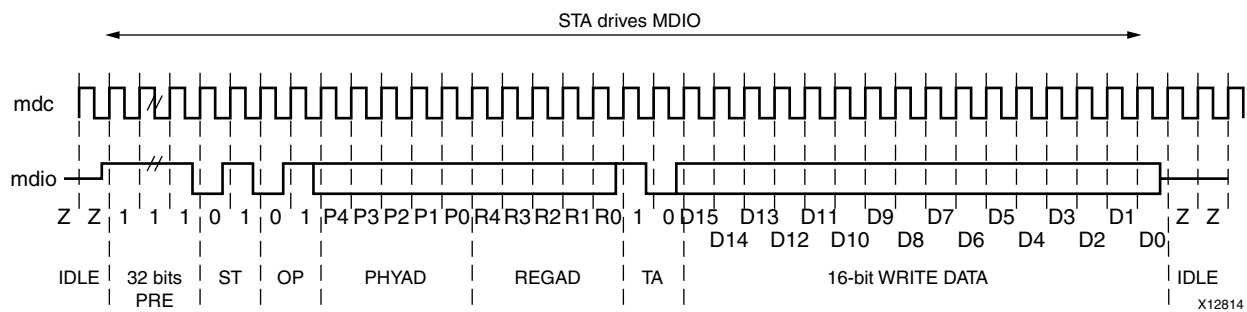 STA drives MDIO
mdc
mdio
Z Z 1 1 1 0 1 0 1 P4 P3 P2 P1 P0 R4 R3 R2 R1 R0 1 0 D15 D13 D11 D9 D7 D5 D3 D1 Z Z
D14 D12 D10 D8 D6 D4 D2 D0
IDLE 32 bits ST OP PHYAD REGAD TA 16-bit WRITE DATA IDLE
PRE
X12814